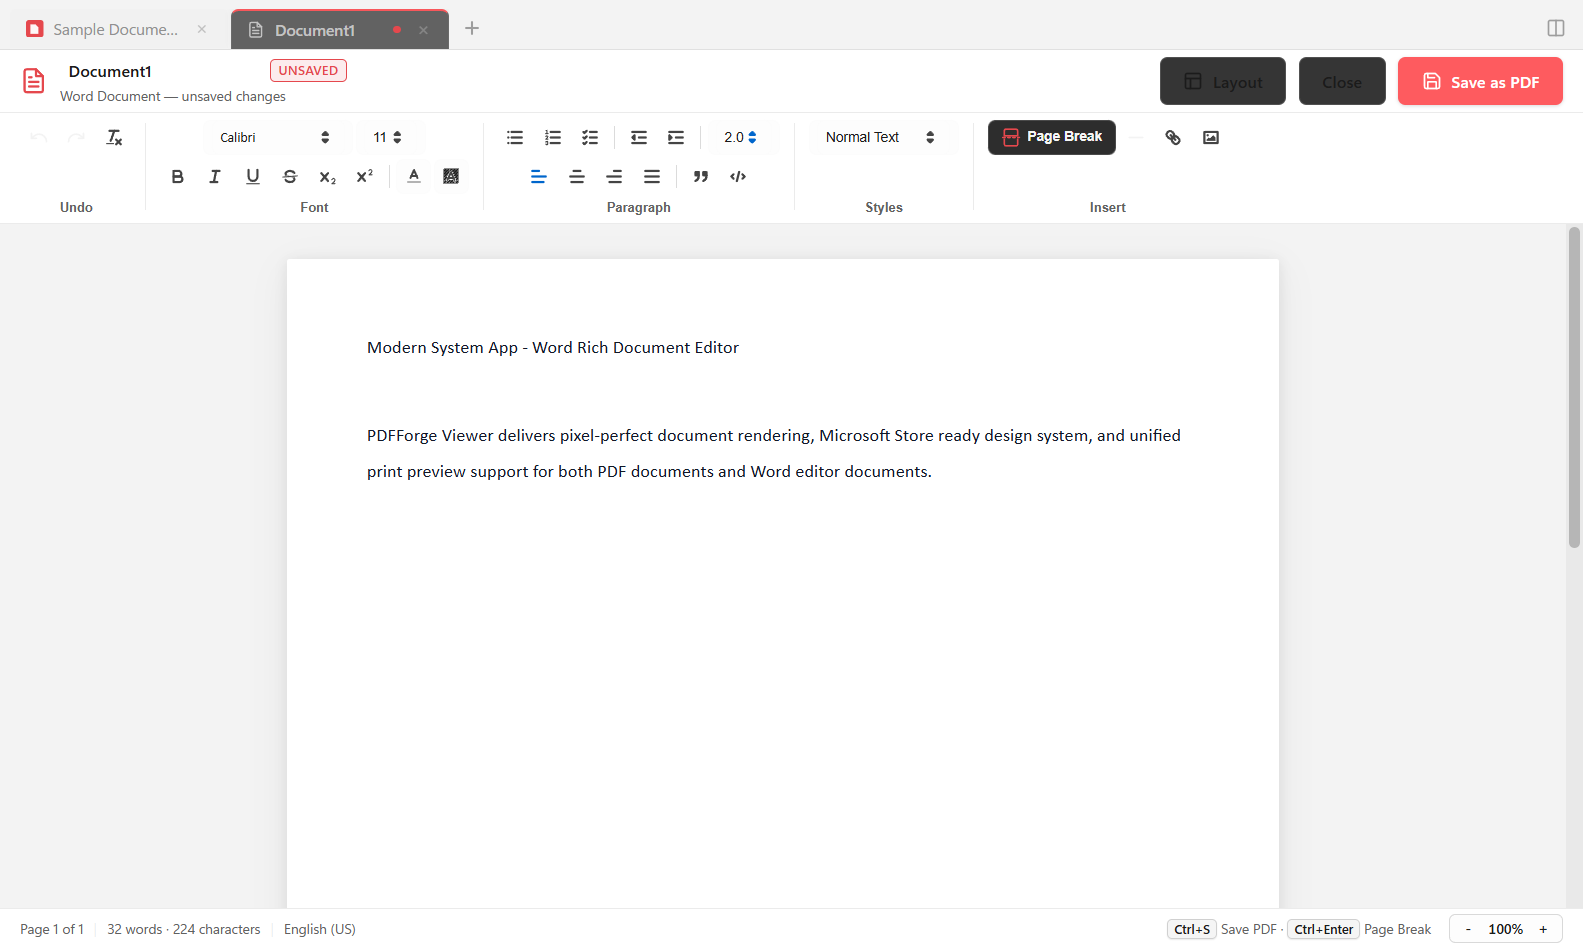 Sample Docume...
Document1
Document1
UNSAVED
Word Document — unsaved changes
Layout
Close
Save as PDF
Calibri
11
2.0
Normal Text
Page Break
Undo
Font
Paragraph
Styles
Insert
Modern System App - Word Rich Document Editor
PDFForge Viewer delivers pixel-perfect document rendering, Microsoft Store ready design system, and unified
print preview support for both PDF documents and Word editor documents.
Page 1 of 1
32 words · 224 characters
English (US)
Ctrl+S Save PDF · Ctrl+Enter Page Break
- 100% +